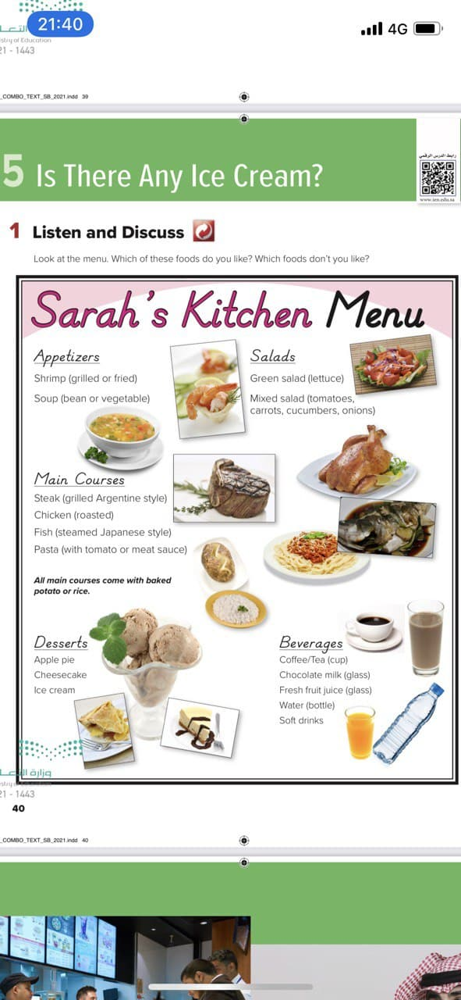 21:40
4G
21 - 1443
_COMBO_TEXT_SB_2021.indd 39
5 Is There Any Ice Cream?
رابط الدرس الرقمي
www.ien.edu.sa
1 Listen and Discuss
Look at the menu. Which of these foods do you like? Which foods don't you like?
Sarah's Kitchen Menu
Appetizers
Shrimp (grilled or fried)
Soup (bean or vegetable)
Salads
Green salad (lettuce)
Mixed salad (tomatoes,
carrots, cucumbers, onions)
Main Courses
Steak (grilled Argentine style)
Chicken (roasted)
Fish (steamed Japanese style)
Pasta (with tomato or meat sauce)
All main courses come with baked
potato or rice.
Desserts
Apple pie
Cheesecake
Ice cream
Beverages
Coffee/Tea (cup)
Chocolate milk (glass)
Fresh fruit juice (glass)
Water (bottle)
Soft drinks
وزارة
21 - 1443
40
_COMBO_TEXT_SB_2021.indd 40